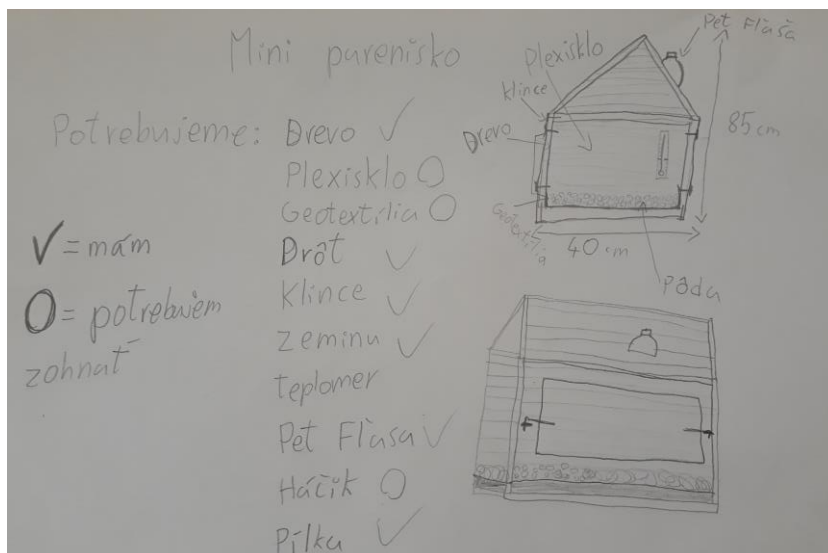 Mini parenisko
Potrebujeme: Drevo ✓
Plexisklo O
Geotextília O
Drôt ✓
Klince ✓
zeminu ✓
teplomer
Pet Fľaša ✓
Háčik O
Pílka ✓
✓ = mám
O = potrebujem
zohnať
Pet Fľaša
Plexisklo
Klince
Drevo
85 cm
Geotextília
40 cm
Pôda